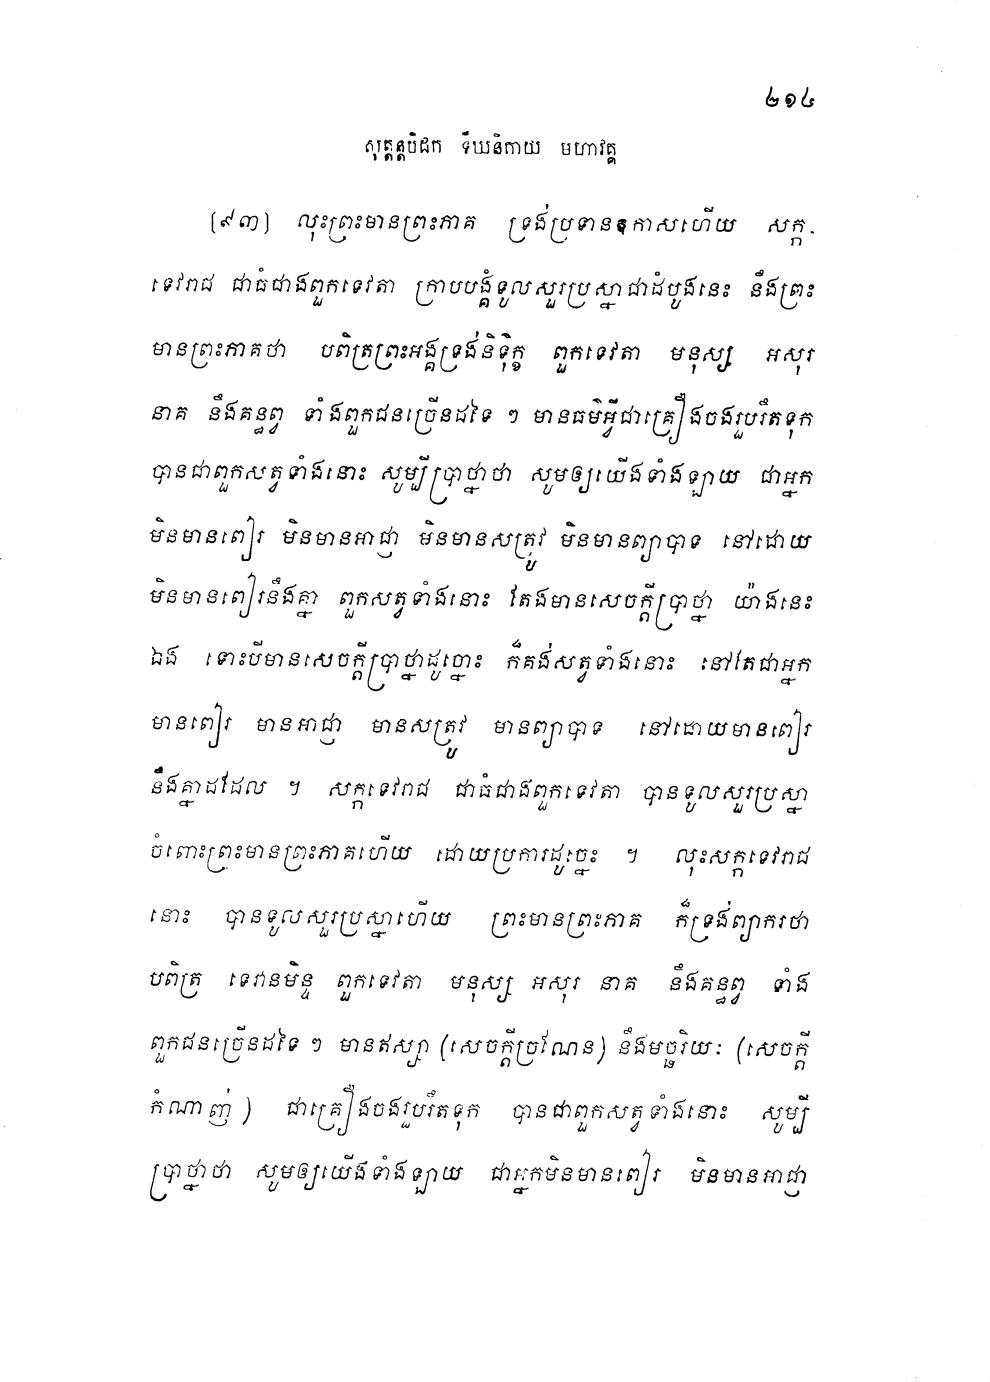 ២១៤
សុត្តន្តបិដក ទីឃនិកាយ មហាវគ្គ
(៩៣) លុះព្រះមានព្រះភាគ ទ្រង់ប្រទានឱកាសហើយ សក្ក-
ទេវរាជ ជាធំជាងពួកទេវតា ក្រាបបង្គំទូលសួរប្រស្នាជាដំបូងនេះ នឹងព្រះ
មានព្រះភាគថា បពិត្រព្រះអង្គទ្រង់និទ៌ុក្ខ ពួកទេវតា មនុស្ស អសុរ
នាគ នឹងគន្ធព្វ ទាំងពួកជនច្រើនដទៃ ៗ មានធម៌អ្វីជាគ្រឿងចងរួបរឹតទុក
បានជាពួកសត្វទាំងនោះ សូម្បីប្រាថ្នាថា សូមឲ្យយើងទាំងឡាយ ជាអ្នក
មិនមានពៀរ មិនមានអាជ្ញា មិនមានសត្រូវ មិនមានព្យាបាទ នៅដោយ
មិនមានពៀរនឹងគ្នា ពួកសត្វទាំងនោះ តែងមានសេចក្តីប្រាថ្នា យ៉ាងនេះ
ឯង ទោះបីមានសេចក្តីប្រាថ្នាដូច្នោះ ក៏គង់សត្វទាំងនោះ នៅតែជាអ្នក
មានពៀរ មានអាជ្ញា មានសត្រូវ មានព្យាបាទ នៅដោយមានពៀរ
នឹងគ្នាដដែល ។ សក្កទេវរាជ ជាធំជាងពួកទេវតា បានទូលសួរប្រស្នា
ចំពោះព្រះមានព្រះភាគហើយ ដោយប្រការដូច្នេះ ។ លុះសក្កទេវរាជ
នោះ បានទូលសួរប្រស្នាហើយ ព្រះមានព្រះភាគ ក៏ទ្រង់ព្យាករថា
បពិត្រ ទេវានមិន្ទ ពួកទេវតា មនុស្ស អសុរ នាគ នឹងគន្ធព្វ ទាំង
ពួកជនច្រើនដទៃ ៗ មានឥស្សា (សេចក្តីច្រណែន) នឹងមច្ឆរិយៈ (សេចក្តី
កំណាញ់) ជាគ្រឿងចងរួបរឹតទុក បានជាពួកសត្វទាំងនោះ សូម្បី
ប្រាថ្នាថា សូមឲ្យយើងទាំងឡាយ ជាអ្នកមិនមានពៀរ មិនមានអាជ្ញា